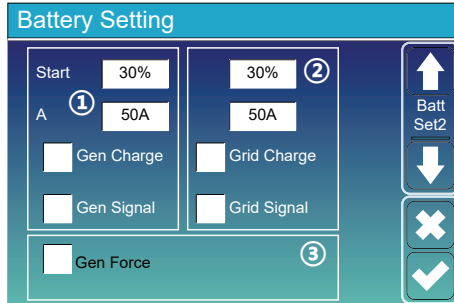 Battery Setting
Start 30% 30% ②
A ① 50A 50A
Gen Charge Grid Charge
Gen Signal Grid Signal
Gen Force ③
Batt
Set2